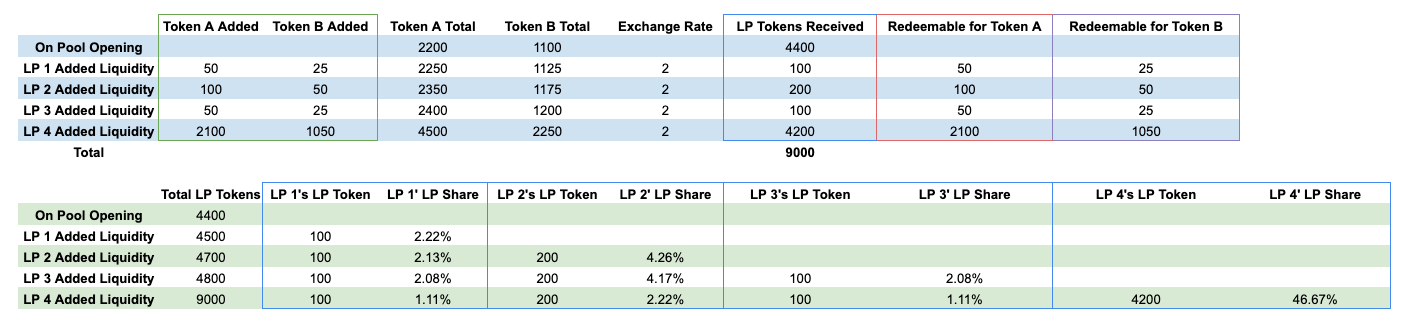 Token A Added Token B Added Token A Total Token B Total Exchange Rate LP Tokens Received Redeemable for Token A Redeemable for Token B
On Pool Opening 2200 1100 4400
LP 1 Added Liquidity 50 25 2250 1125 2 100 50 25
LP 2 Added Liquidity 100 50 2350 1175 2 200 100 50
LP 3 Added Liquidity 50 25 2400 1200 2 100 50 25
LP 4 Added Liquidity 2100 1050 4500 2250 2 4200 2100 1050
Total 9000
Total LP Tokens LP 1's LP Token LP 1' LP Share LP 2's LP Token LP 2' LP Share LP 3's LP Token LP 3' LP Share LP 4's LP Token LP 4' LP Share
On Pool Opening 4400
LP 1 Added Liquidity 4500 100 2.22%
LP 2 Added Liquidity 4700 100 2.13% 200 4.26%
LP 3 Added Liquidity 4800 100 2.08% 200 4.17% 100 2.08%
LP 4 Added Liquidity 9000 100 1.11% 200 2.22% 100 1.11% 4200 46.67%